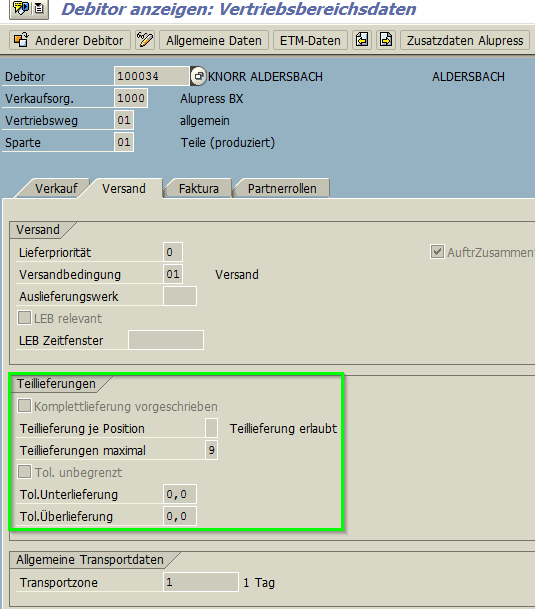 Debitor anzeigen: Vertriebsbereichsdaten
Anderer Debitor Allgemeine Daten ETM-Daten Zusatzdaten Alupress
Debitor 100034 KNORR ALDERSBACH ALDERSBACH
Verkaufsorg. 1000 Alupress BX
Vertriebsweg 01 allgemein
Sparte 01 Teile (produziert)
Verkauf Versand Faktura Partnerrollen
Versand
Lieferpriorität 0 AuftrZusammen
Versandbedingung 01 Versand
Auslieferungswerk
LEB relevant
LEB Zeitfenster
Teillieferungen
Komplettlieferung vorgeschrieben
Teillieferung je Position Teillieferung erlaubt
Teillieferungen maximal 9
Tol. unbegrenzt
Tol.Unterlieferung 0,0
Tol.Überlieferung 0,0
Allgemeine Transportdaten
Transportzone 1 1 Tag